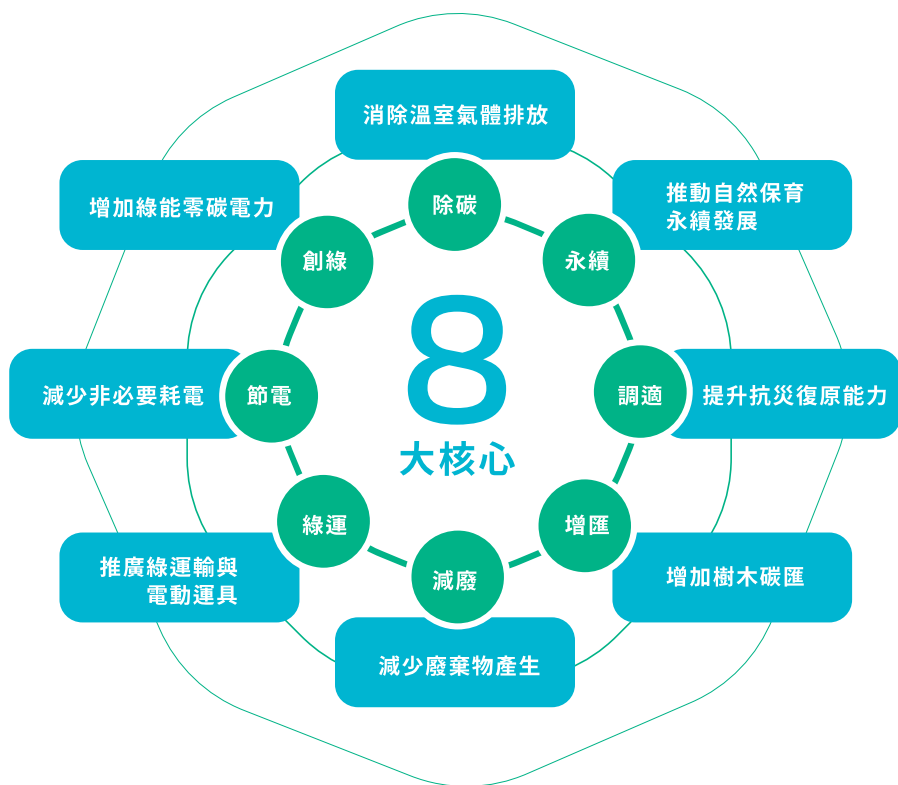 消除溫室氣體排放
除碳
推動自然保育
永續發展
永續
提升抗災復原能力
調適
增加樹木碳匯
增匯
減少廢棄物產生
減廢
推廣綠運輸與
電動運具
綠運
減少非必要耗電
節電
增加綠能零碳電力
創綠
8
大核心